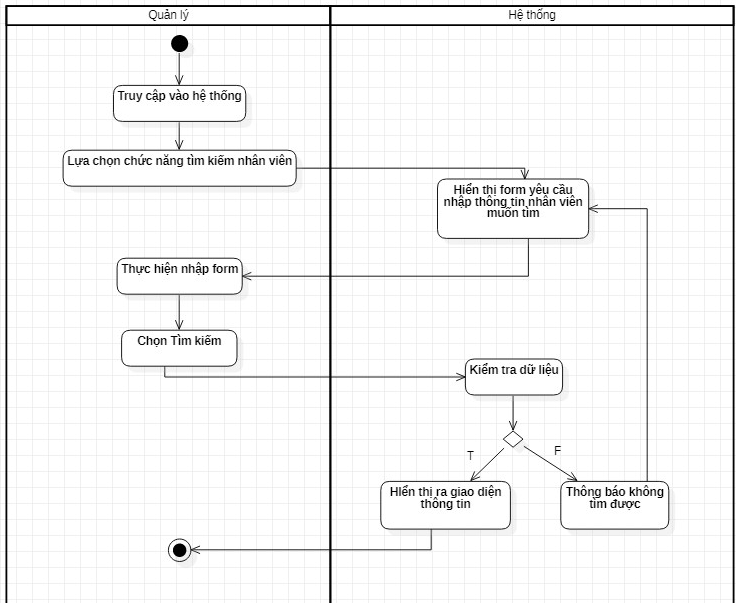 Quản lý
Hệ thống
Truy cập vào hệ thống
Lựa chọn chức năng tìm kiếm nhân viên
Hiển thị form yêu cầu
nhập thông tin nhân viên
muốn tìm
Thực hiện nhập form
Chọn Tìm kiếm
Kiểm tra dữ liệu
T
F
HIển thị ra giao diện
thông tin
Thông báo không
tìm được